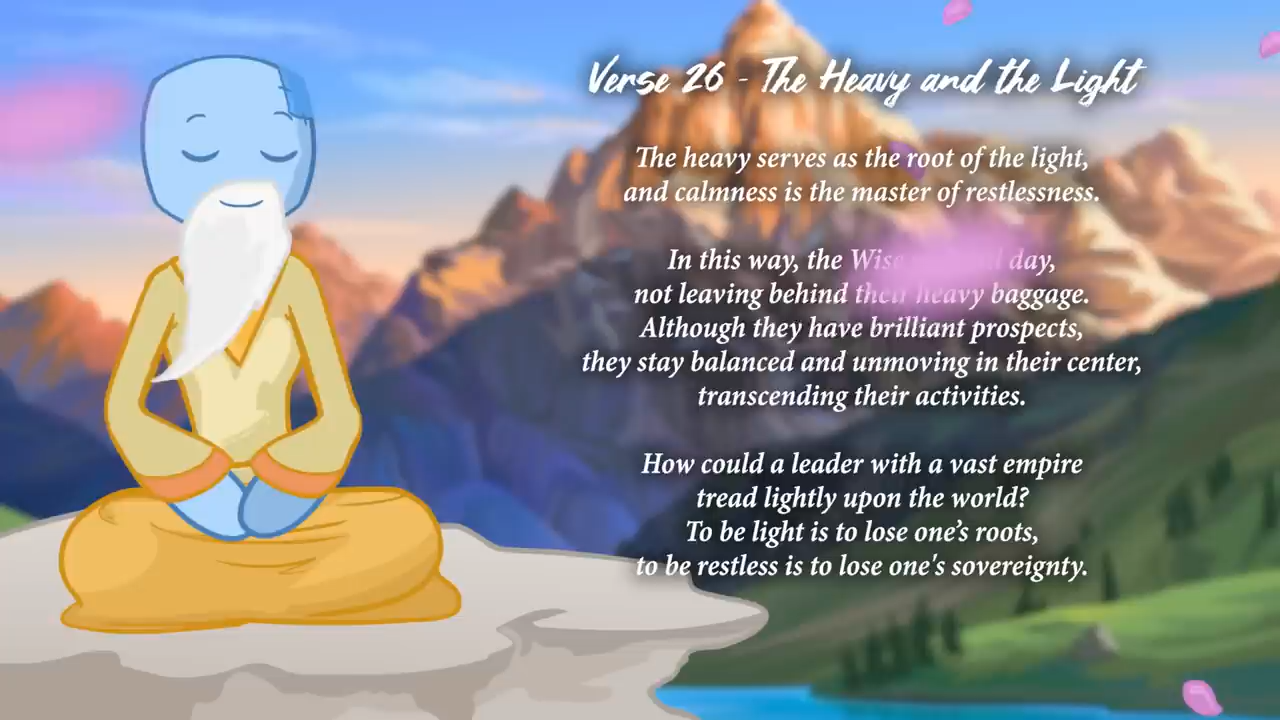 Verse 26 - The Heavy and the Light
The heavy serves as the root of the light,
and calmness is the master of restlessness.
In this way, the Wise day,
not leaving behind their heavy baggage.
Although they have brilliant prospects,
they stay balanced and unmoving in their center,
transcending their activities.
How could a leader with a vast empire
tread lightly upon the world?
To be light is to lose one’s roots,
to be restless is to lose one's sovereignty.